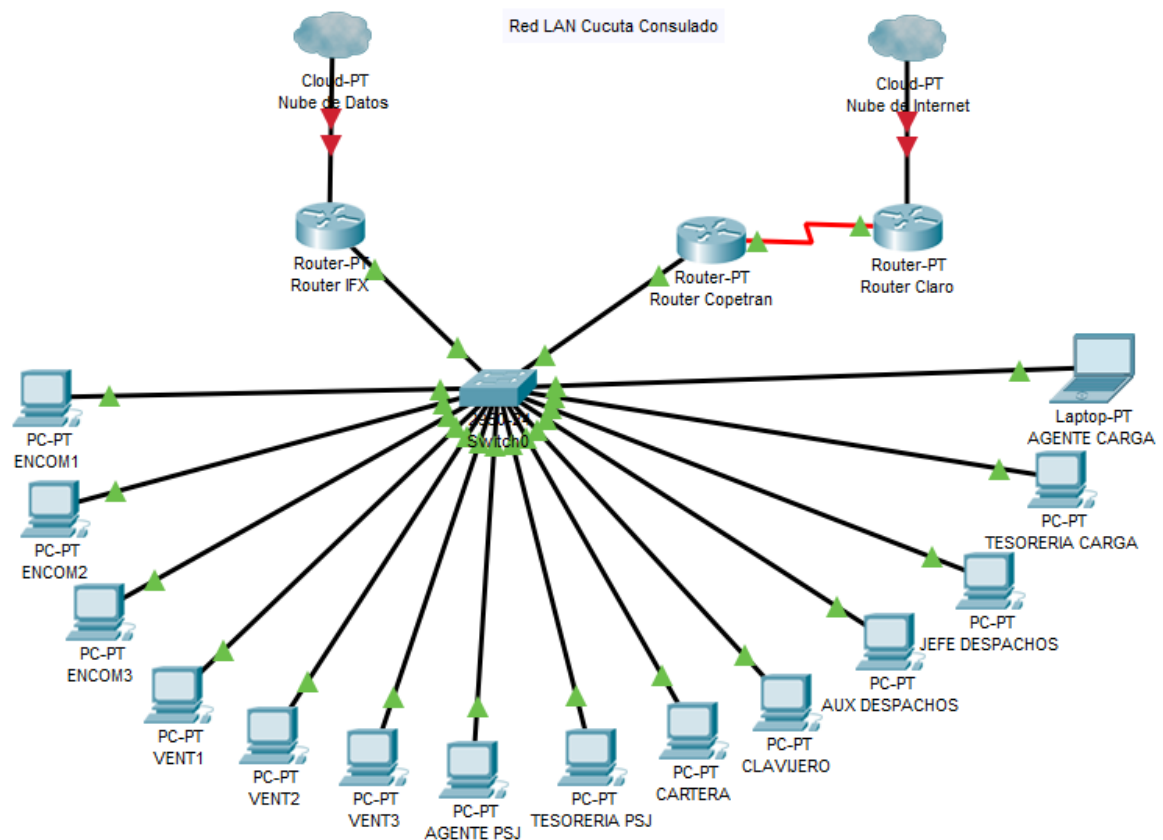 Red LAN Cucuta Consulado
Cloud-PT
Nube de Datos
Cloud-PT
Nube de Internet
Router-PT
Router IFX
Router-PT
Router Copetran
Router-PT
Router Claro
2950-24
Switch0
PC-PT
ENCOM1
PC-PT
ENCOM2
PC-PT
ENCOM3
PC-PT
VENT1
PC-PT
VENT2
PC-PT
VENT3
PC-PT
AGENTE PSJ
PC-PT
TESORERIA PSJ
PC-PT
CARTERA
PC-PT
CLAVIJERO
PC-PT
AUX DESPACHOS
PC-PT
JEFE DESPACHOS
PC-PT
TESORERIA CARGA
Laptop-PT
AGENTE CARGA